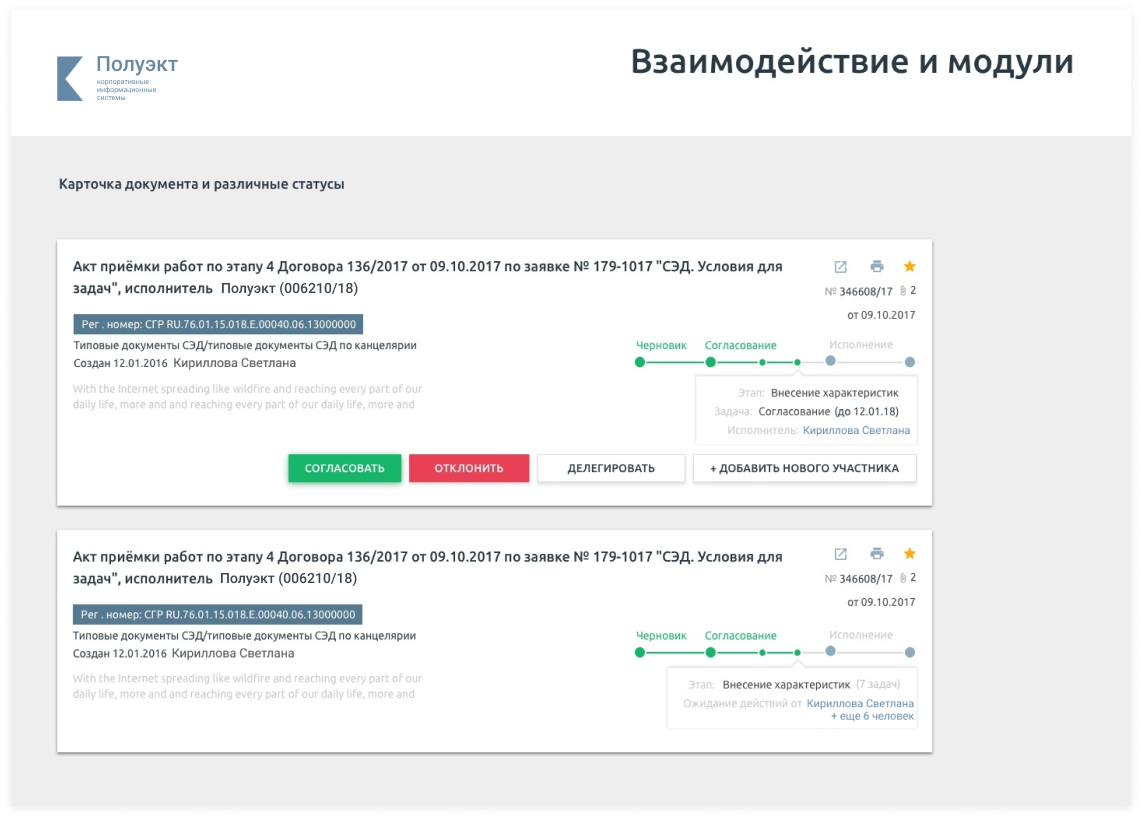 Полуэкт
корпоративные
информационные
системы
Взаимодействие и модули
Карточка документа и различные статусы
Акт приёмки работ по этапу 4 Договора 136/2017 от 09.10.2017 по заявке № 179-1017 "СЭД. Условия для
задач", исполнитель Полуэкт (006210/18)
№ 346608/17 2
от 09.10.2017
Рег . номер: СГР RU.76.01.15.018.Е.00040.06.13000000
Типовые документы СЭД/типовые документы СЭД по канцелярии
Создан 12.01.2016 Кириллова Светлана
With the Internet spreading like wildfire and reaching every part of our
daily life, more and and reaching every part of our daily life, more and
Черновик Согласование Исполнение
Этап: Внесение характеристик
Задача: Согласование (до 12.01.18)
Исполнитель: Кириллова Светлана
СОГЛАСОВАТЬ ОТКЛОНИТЬ ДЕЛЕГИРОВАТЬ + ДОБАВИТЬ НОВОГО УЧАСТНИКА
Акт приёмки работ по этапу 4 Договора 136/2017 от 09.10.2017 по заявке № 179-1017 "СЭД. Условия для
задач", исполнитель Полуэкт (006210/18)
№ 346608/17 2
от 09.10.2017
Рег . номер: СГР RU.76.01.15.018.Е.00040.06.13000000
Типовые документы СЭД/типовые документы СЭД по канцелярии
Создан 12.01.2016 Кириллова Светлана
With the Internet spreading like wildfire and reaching every part of our
daily life, more and and reaching every part of our daily life, more and
Черновик Согласование Исполнение
Этап: Внесение характеристик (7 задач)
Ожидание действий от Кириллова Светлана
+ еще 6 человек